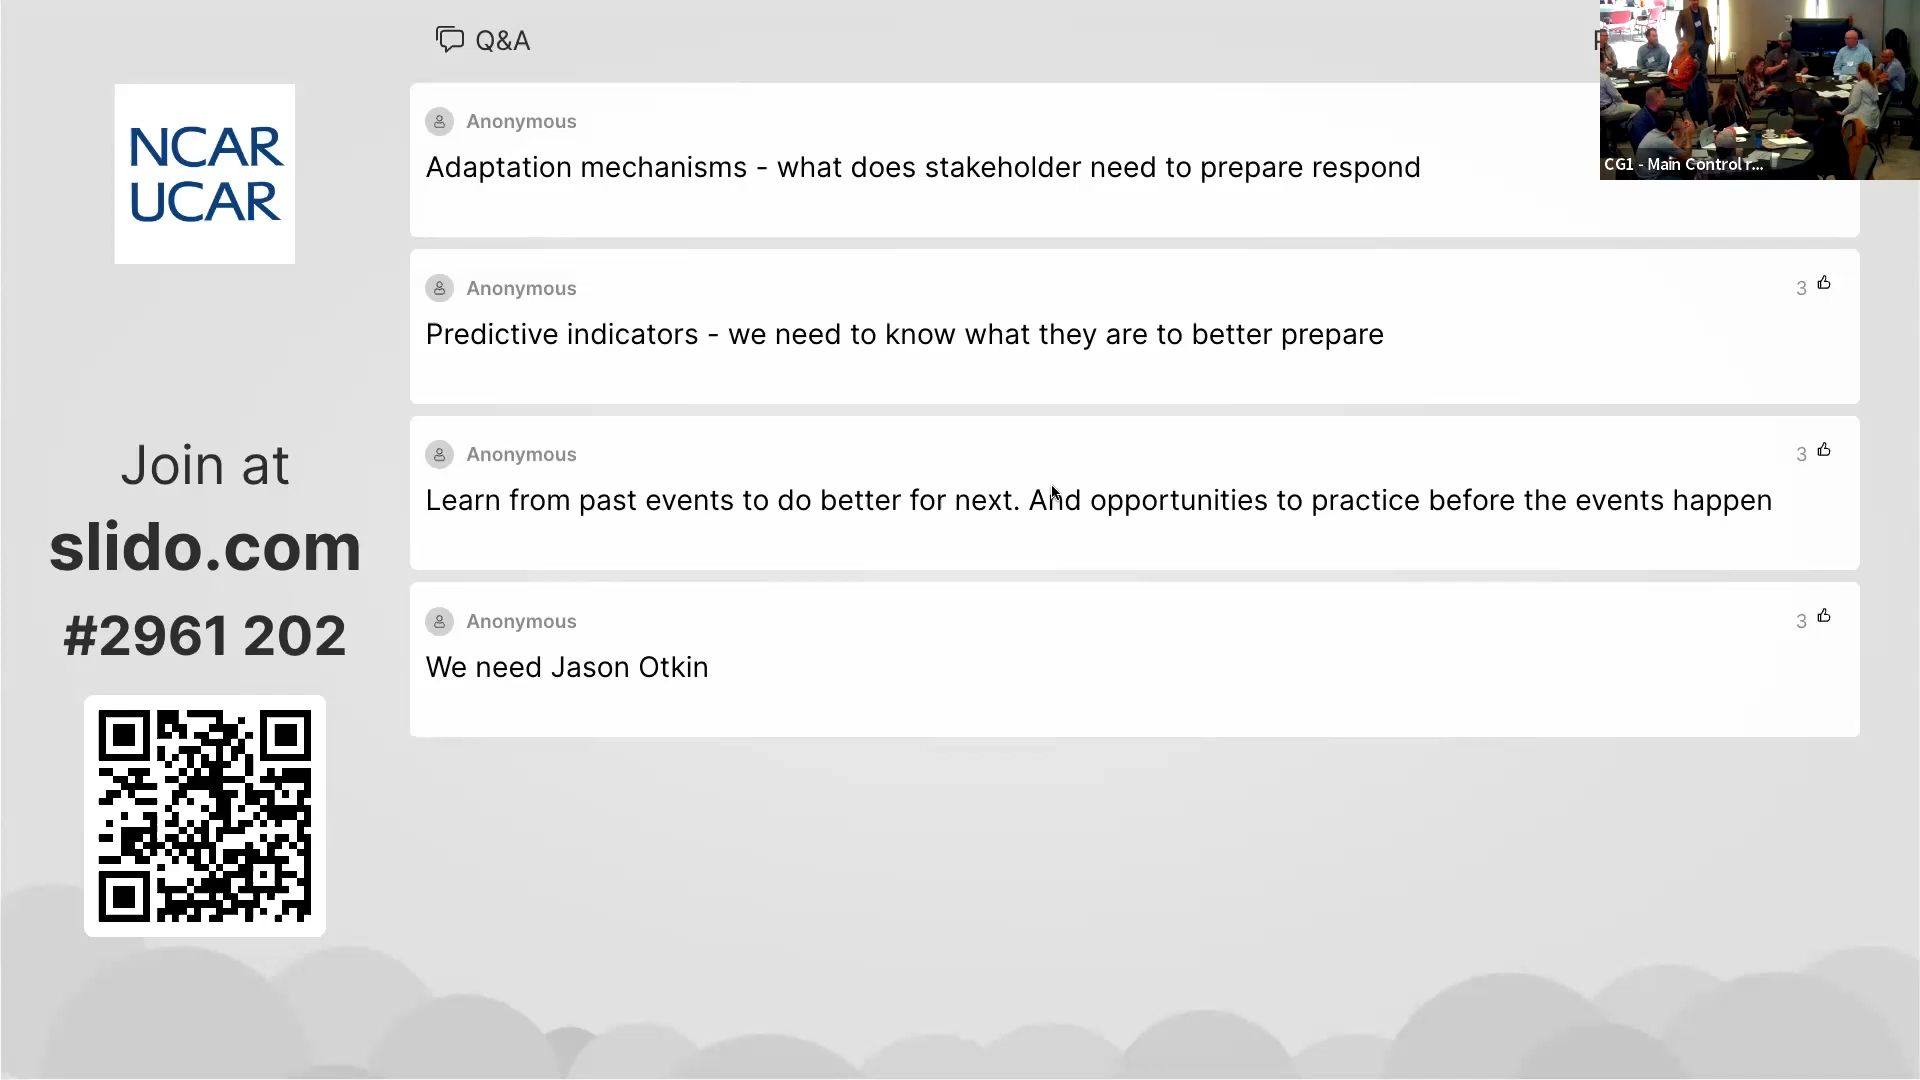 Q&A
NCAR
UCAR
Join at
slido.com
#2961 202
Anonymous
Adaptation mechanisms - what does stakeholder need to prepare respond
Anonymous
3
Predictive indicators - we need to know what they are to better prepare
Anonymous
3
Learn from past events to do better for next. And opportunities to practice before the events happen
Anonymous
3
We need Jason Otkin
CG1 - Main Control r...